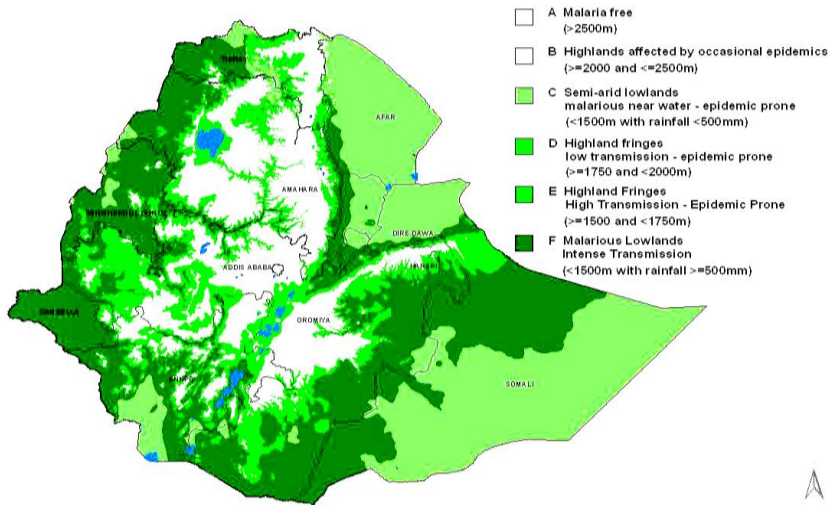 A Malaria free
(>2500m)
B Highlands affected by occasional epidemics
(>=2000 and <=2500m)
C Semi-arid lowlands
malarious near water - epidemic prone
(<1500m with rainfall <500mm)
D Highland fringes
low transmission - epidemic prone
(>=1750 and <2000m)
E Highland Fringes
High Transmission - Epidemic Prone
(>=1500 and <1750m)
F Malarious Lowlands
Intense Transmission
(<1500m with rainfall >=500mm)
AFAR
AMAHARA
DIRE DAWA
ADDIS ABABA
HARARI
OROMIYA
SOMALI